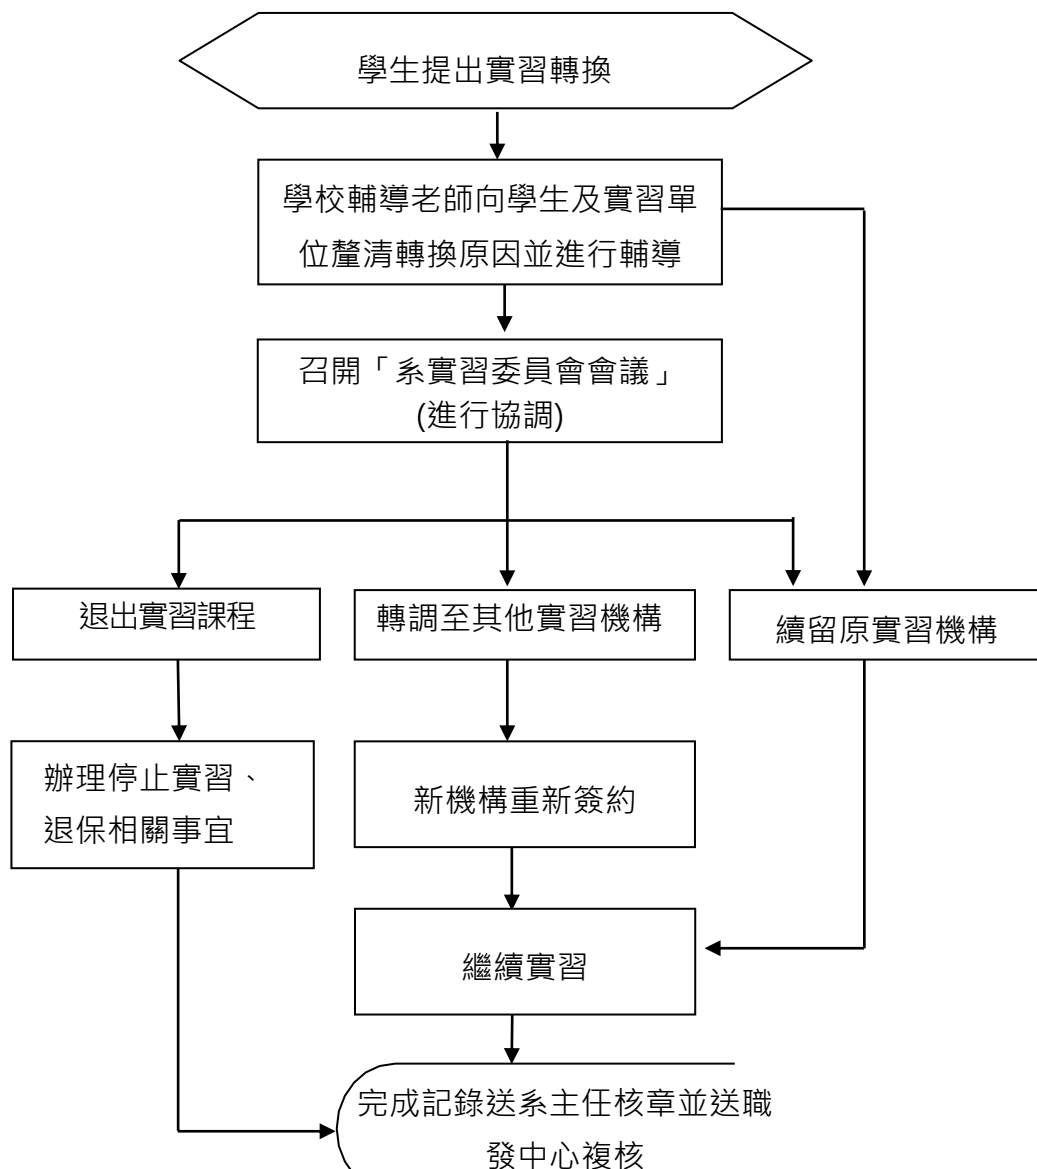 學生提出實習轉換
學校輔導老師向學生及實習單
位釐清轉換原因並進行輔導
召開「系實習委員會會議」
(進行協調)
退出實習課程
轉調至其他實習機構
續留原實習機構
辦理停止實習、
退保相關事宜
新機構重新簽約
繼續實習
完成記錄送系主任核章並送職
發中心複核